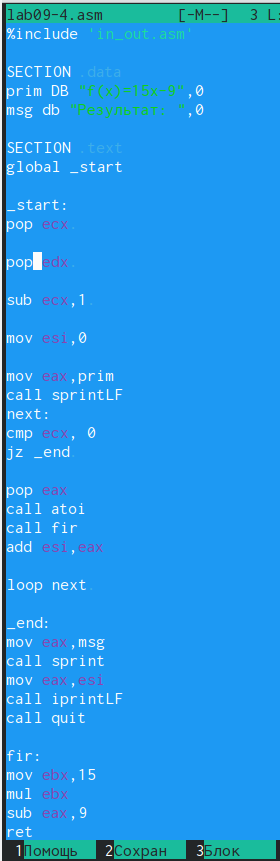 lab09-4.asm [-M--] 3 L:
%include 'in_out.asm'
SECTION .data
prim DB "f(x)=15x-9",0
msg db "Результат: ",0
SECTION .text
global _start
_start:
pop ecx
pop edx
sub ecx,1
mov esi,0
mov eax,prim
call sprintLF
next:
cmp ecx, 0
jz _end
pop eax
call atoi
call fir
add esi,eax
loop next
_end:
mov eax,msg
call sprint
mov eax,esi
call iprintLF
call quit
fir:
mov ebx,15
mul ebx
sub eax,9
ret
1Помощь 2Сохран 3Блок